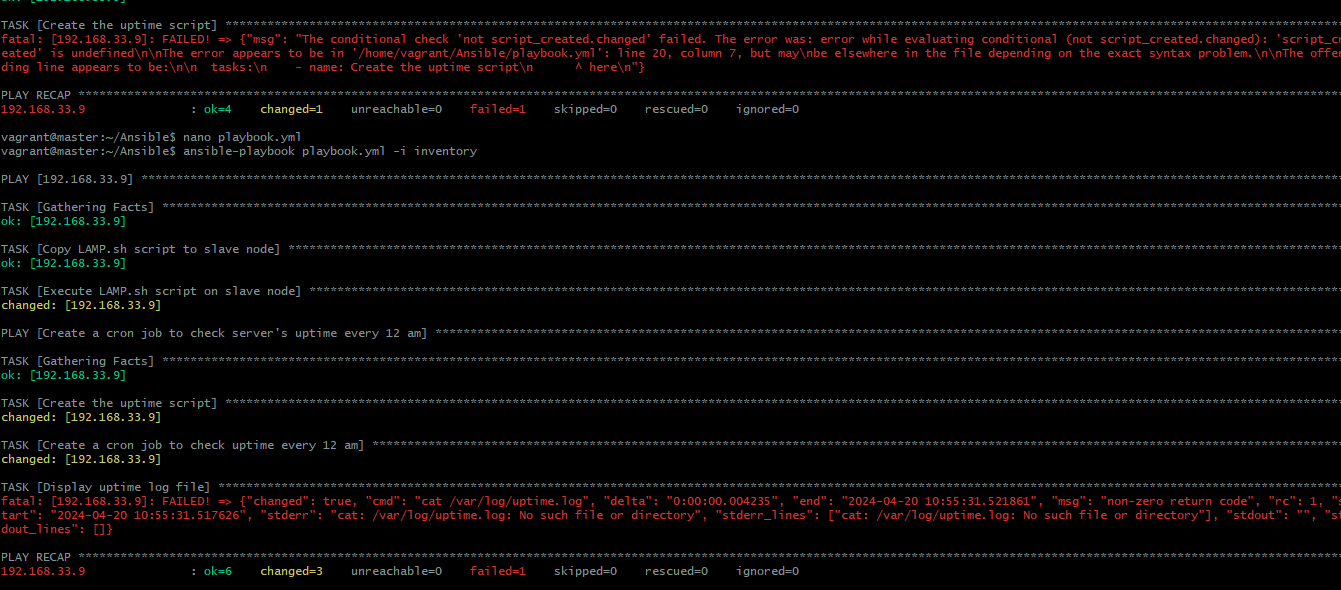 TASK [Create the uptime script] ****************************************************************************************************************************************************************
fatal: [192.168.33.9]: FAILED! => {"msg": "The conditional check 'not script_created.changed' failed. The error was: error while evaluating conditional (not script_created.changed): 'script_cr
eated' is undefined\n\nThe error appears to be in '/home/vagrant/Ansible/playbook.yml': line 20, column 7, but may\nbe elsewhere in the file depending on the exact syntax problem.\n\nThe offen
ding line appears to be:\n\n  tasks:\n    - name: Create the uptime script\n      ^ here\n"}
PLAY RECAP *************************************************************************************************************************************************************************************
192.168.33.9               : ok=4    changed=1    unreachable=0    failed=1    skipped=0    rescued=0    ignored=0
vagrant@master:~/Ansible$ nano playbook.yml
vagrant@master:~/Ansible$ ansible-playbook playbook.yml -i inventory
PLAY [192.168.33.9] ****************************************************************************************************************************************************************************
TASK [Gathering Facts] *************************************************************************************************************************************************************************
ok: [192.168.33.9]
TASK [Copy LAMP.sh script to slave node] *******************************************************************************************************************************************************
ok: [192.168.33.9]
TASK [Execute LAMP.sh script on slave node] ****************************************************************************************************************************************************
changed: [192.168.33.9]
PLAY [Create a cron job to check server's uptime every 12 am] **********************************************************************************************************************************
TASK [Gathering Facts] *************************************************************************************************************************************************************************
ok: [192.168.33.9]
TASK [Create the uptime script] ****************************************************************************************************************************************************************
changed: [192.168.33.9]
TASK [Create a cron job to check uptime every 12 am] *******************************************************************************************************************************************
changed: [192.168.33.9]
TASK [Display uptime log file] *****************************************************************************************************************************************************************
fatal: [192.168.33.9]: FAILED! => {"changed": true, "cmd": "cat /var/log/uptime.log", "delta": "0:00:00.004235", "end": "2024-04-20 10:55:31.521861", "msg": "non-zero return code", "rc": 1, "s
tart": "2024-04-20 10:55:31.517626", "stderr": "cat: /var/log/uptime.log: No such file or directory", "stderr_lines": ["cat: /var/log/uptime.log: No such file or directory"], "stdout": "", "st
dout_lines": []}
PLAY RECAP *************************************************************************************************************************************************************************************
192.168.33.9               : ok=6    changed=3    unreachable=0    failed=1    skipped=0    rescued=0    ignored=0